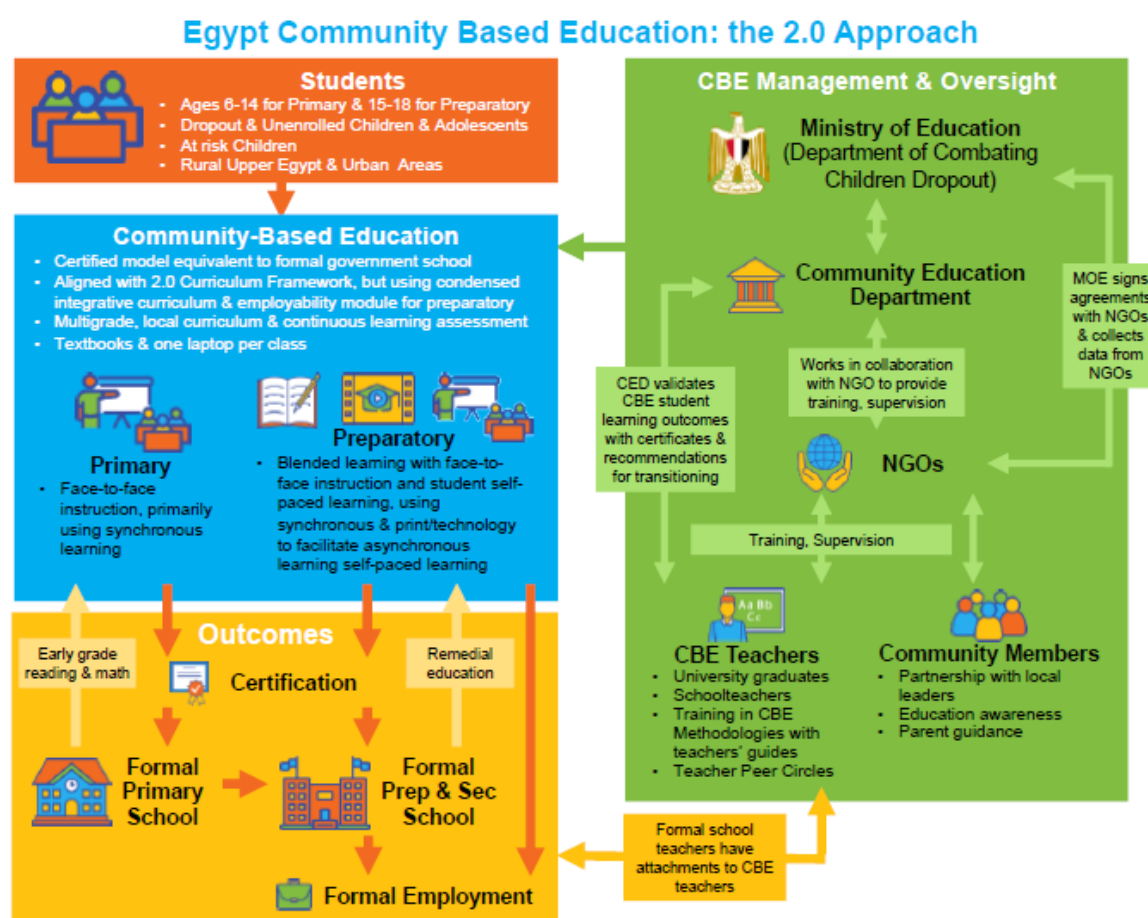 Egypt Community Based Education: the 2.0 Approach
Students
• Ages 6-14 for Primary & 15-18 for Preparatory
• Dropout & Unenrolled Children & Adolescents
• At risk Children
• Rural Upper Egypt & Urban Areas
Community-Based Education
• Certified model equivalent to formal government school
• Aligned with 2.0 Curriculum Framework, but using condensed
integrative curriculum & employability module for preparatory
• Multigrade, local curriculum & continuous learning assessment
• Textbooks & one laptop per class
Primary
• Face-to-face
instruction, primarily
using synchronous
learning
Preparatory
• Blended learning with face-to-
face instruction and student self-
paced learning, using
synchronous & print/technology
to facilitate asynchronous
learning self-paced learning
Outcomes
Early grade
reading & math
Certification
Remedial
education
Formal
Primary
School
Formal
Prep & Sec
School
Formal Employment
CBE Management & Oversight
Ministry of Education
(Department of Combating
Children Dropout)
Community Education
Department
MOE signs
agreements
with NGOs
& collects
data from
NGOs
Works in collaboration
with NGO to provide
training, supervision
CED validates
CBE student
learning outcomes
with certificates &
recommendations
for transitioning
NGOs
Training, Supervision
Aa Bb
Cc
CBE Teachers
• University graduates
• Schoolteachers
• Training in CBE
Methodologies with
teachers' guides
• Teacher Peer Circles
Community Members
• Partnership with local
leaders
• Education awareness
• Parent guidance
Formal school
teachers have
attachments to CBE
teachers